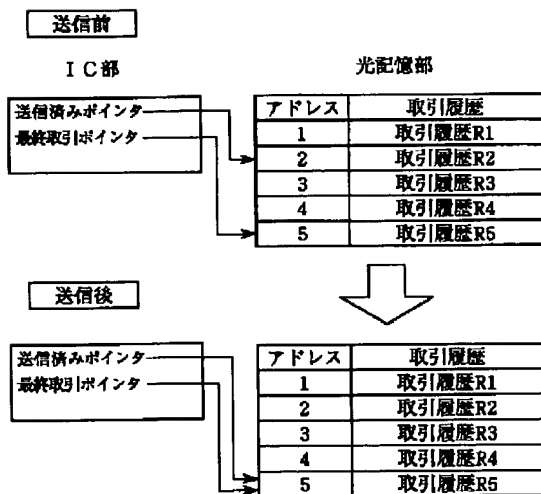 送信前
IC部
光記憶部
送信済みポインタ
最終取引ポインタ
アドレス 取引履歴
1 取引履歴R1
2 取引履歴R2
3 取引履歴R3
4 取引履歴R4
5 取引履歴R5
送信後
送信済みポインタ
最終取引ポインタ
アドレス 取引履歴
1 取引履歴R1
2 取引履歴R2
3 取引履歴R3
4 取引履歴R4
5 取引履歴R5